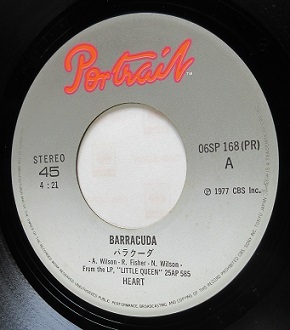 Portrait™
STEREO
45
4:21
06SP 168(PR)
A
Ⓟ 1977 CBS Inc.
BARRACUDA
バラクーダ
- A. Wilson- R. Fisher- N. Wilson-
From the LP, "LITTLE QUEEN" 25AP 585
HEART